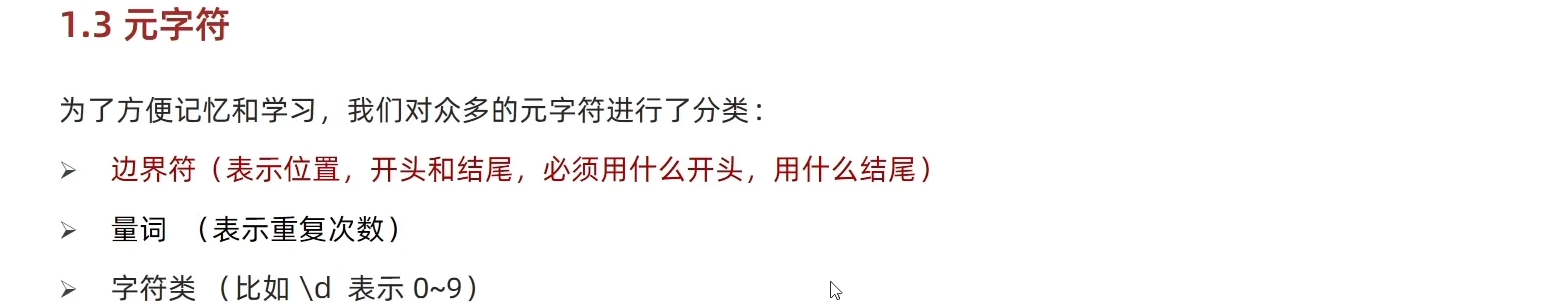 1.3 元字符
为了方便记忆和学习，我们对众多的元字符进行了分类：
➢ 边界符（表示位置，开头和结尾，必须用什么开头，用什么结尾）
➢ 量词 （表示重复次数）
➢ 字符类 （比如 \d 表示 0~9）